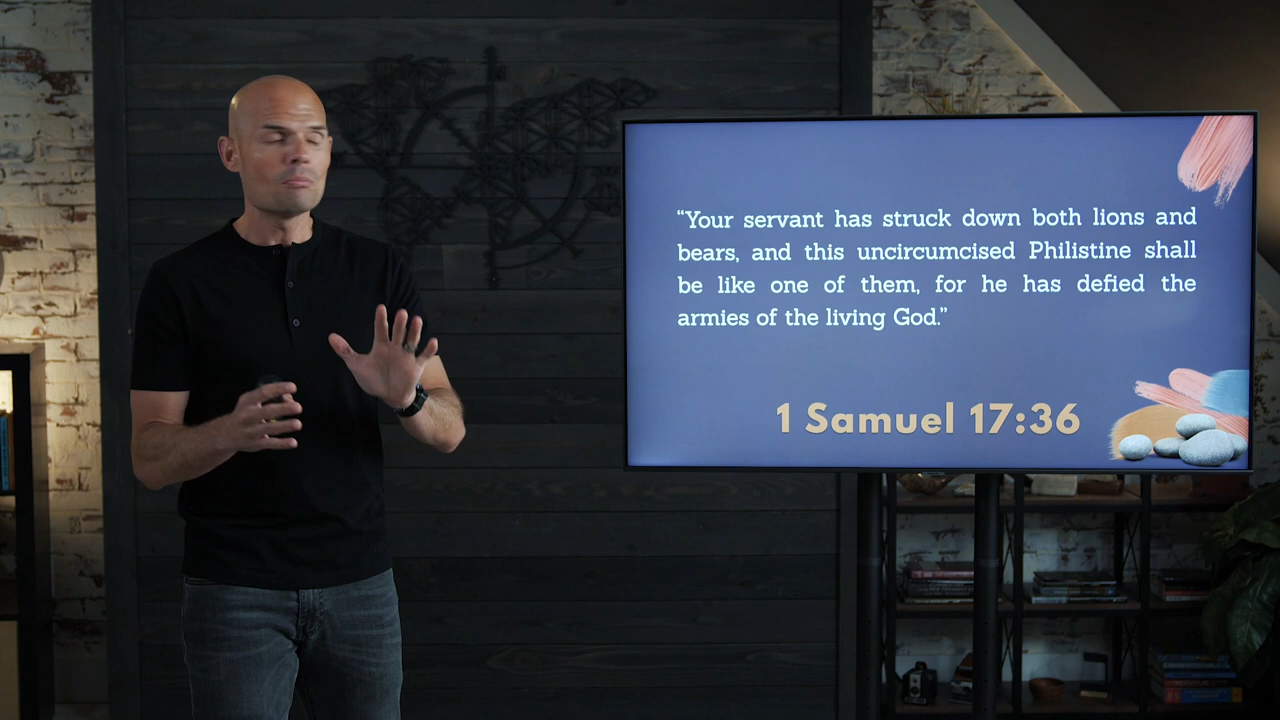 “Your servant has struck down both lions and
bears, and this uncircumcised Philistine shall
be like one of them, for he has defied the
armies of the living God.”
1 Samuel 17:36